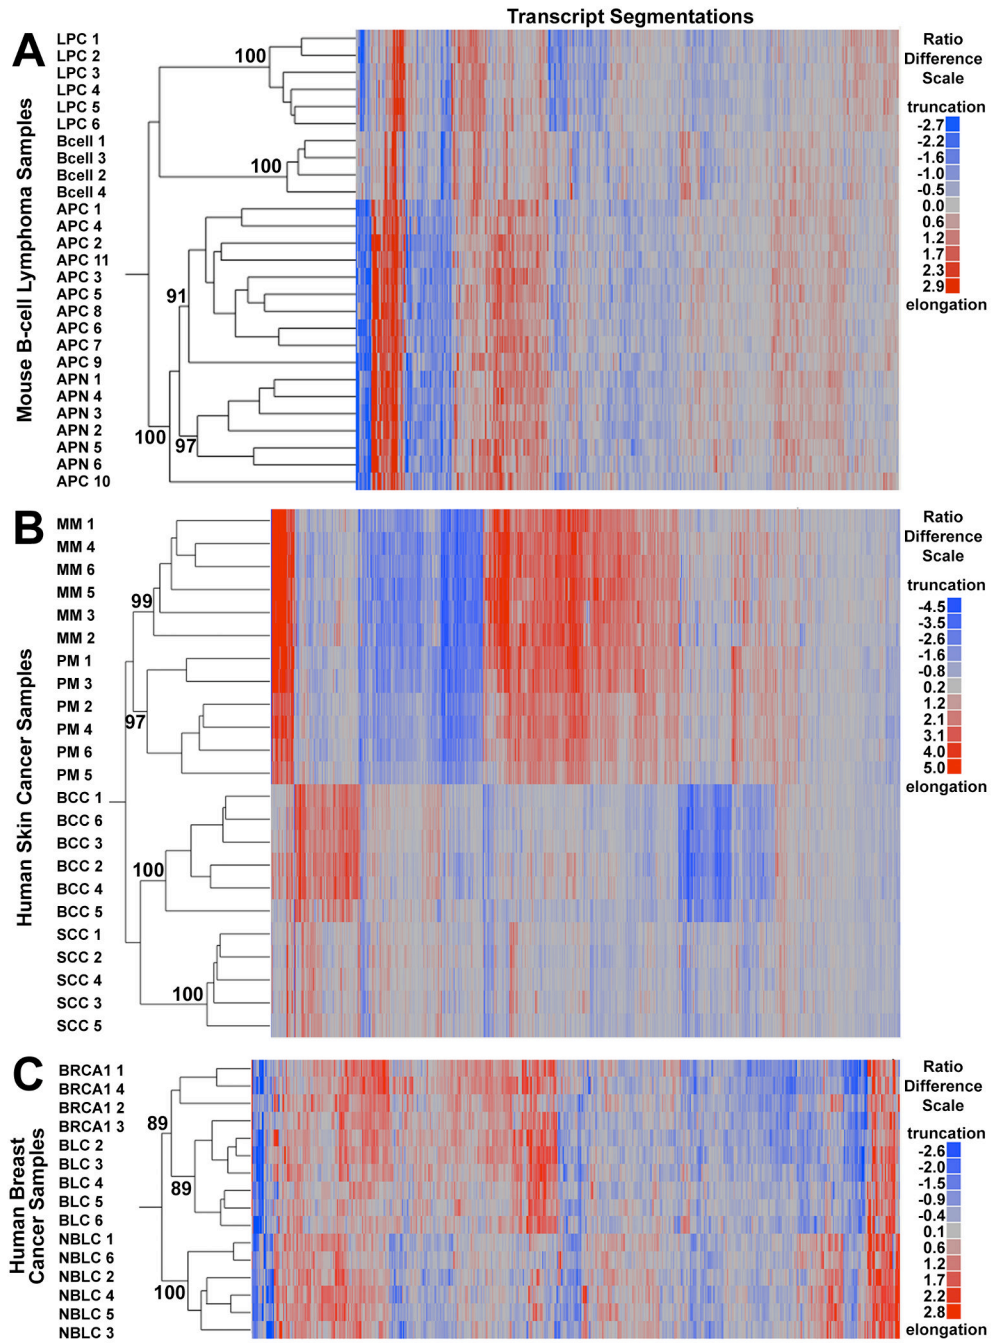 Transcript Segmentations
A
Mouse B-cell Lymphoma Samples
LPC 1
LPC 2
LPC 3
LPC 4
LPC 5
LPC 6
Bcell 1
Bcell 3
Bcell 2
Bcell 4
APC 1
APC 4
APC 2
APC 11
APC 3
APC 5
APC 8
APC 6
APC 7
APC 9
APN 1
APN 4
APN 3
APN 2
APN 5
APN 6
APC 10
100
100
91
100
97
Ratio
Difference
Scale
truncation
-2.7
-2.2
-1.6
-1.0
-0.5
0.0
0.6
1.2
1.7
2.3
2.9
elongation
B
Human Skin Cancer Samples
MM 1
MM 4
MM 6
MM 5
MM 3
MM 2
PM 1
PM 3
PM 2
PM 4
PM 6
PM 5
BCC 1
BCC 6
BCC 3
BCC 2
BCC 4
BCC 5
SCC 1
SCC 2
SCC 4
SCC 3
SCC 5
99
97
100
100
Ratio
Difference
Scale
truncation
-4.5
-3.5
-2.6
-1.6
-0.8
0.2
1.2
2.1
3.1
4.0
5.0
elongation
C
Human Breast
Cancer Samples
BRCA1 1
BRCA1 4
BRCA1 2
BRCA1 3
BLC 2
BLC 3
BLC 4
BLC 5
BLC 6
NBLC 1
NBLC 6
NBLC 2
NBLC 4
NBLC 5
NBLC 3
89
89
100
Ratio
Difference
Scale
truncation
-2.6
-2.0
-1.5
-0.9
-0.4
0.1
0.6
1.2
1.7
2.2
2.8
elongation